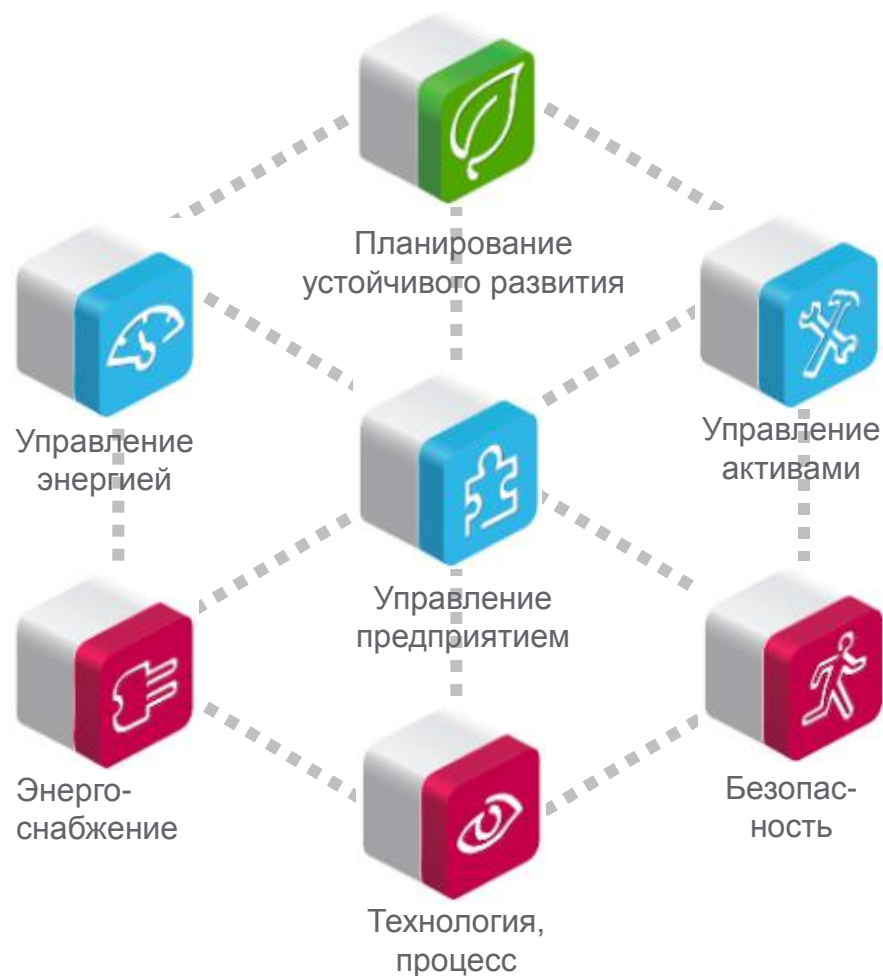 Планирование
устойчивого развития
Управление
энергией
Управление
активами
Управление
предприятием
Энерго-
снабжение
Безопас-
ность
Технология,
процесс